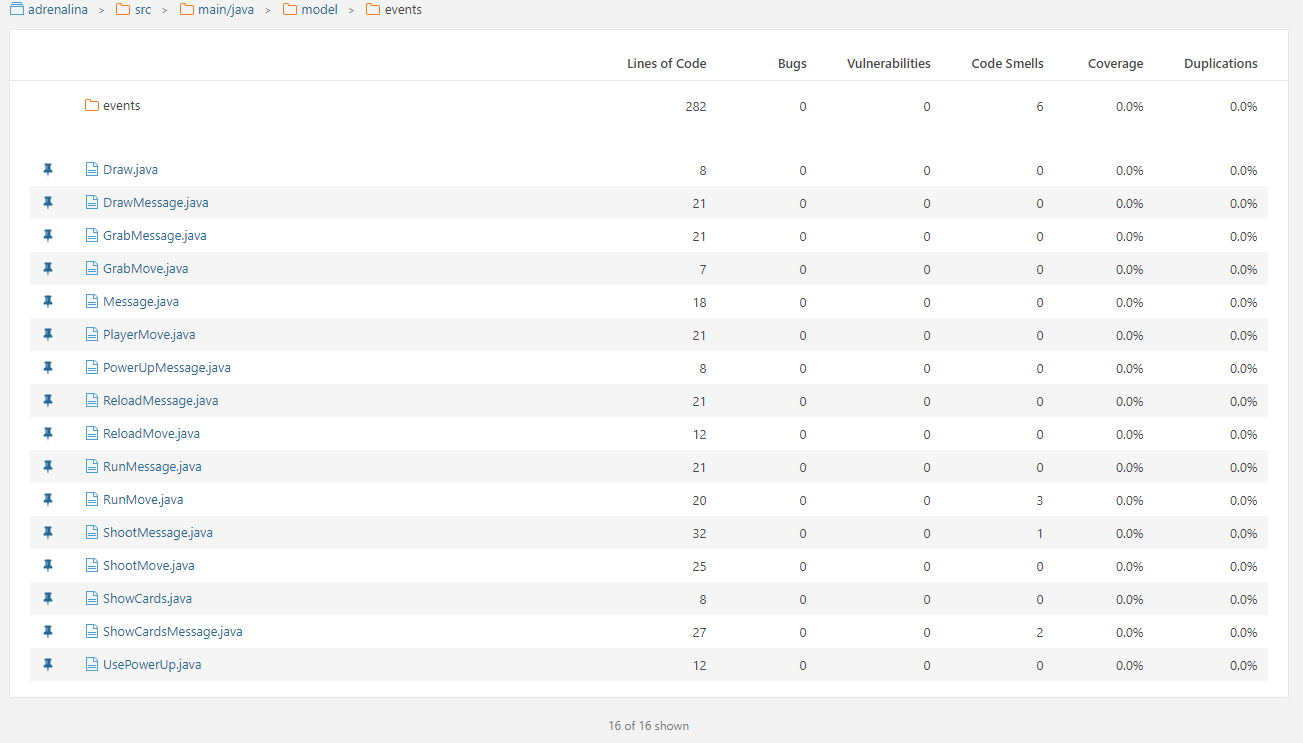 adrenalina > src > main/java > model > events
Lines of Code Bugs Vulnerabilities Code Smells Coverage Duplications
events 282 0 0 6 0.0% 0.0%
Draw.java 8 0 0 0 0.0% 0.0%
DrawMessage.java 21 0 0 0 0.0% 0.0%
GrabMessage.java 21 0 0 0 0.0% 0.0%
GrabMove.java 7 0 0 0 0.0% 0.0%
Message.java 18 0 0 0 0.0% 0.0%
PlayerMove.java 21 0 0 0 0.0% 0.0%
PowerUpMessage.java 8 0 0 0 0.0% 0.0%
ReloadMessage.java 21 0 0 0 0.0% 0.0%
ReloadMove.java 12 0 0 0 0.0% 0.0%
RunMessage.java 21 0 0 0 0.0% 0.0%
RunMove.java 20 0 0 3 0.0% 0.0%
ShootMessage.java 32 0 0 1 0.0% 0.0%
ShootMove.java 25 0 0 0 0.0% 0.0%
ShowCards.java 8 0 0 0 0.0% 0.0%
ShowCardsMessage.java 27 0 0 2 0.0% 0.0%
UsePowerUp.java 12 0 0 0 0.0% 0.0%
16 of 16 shown